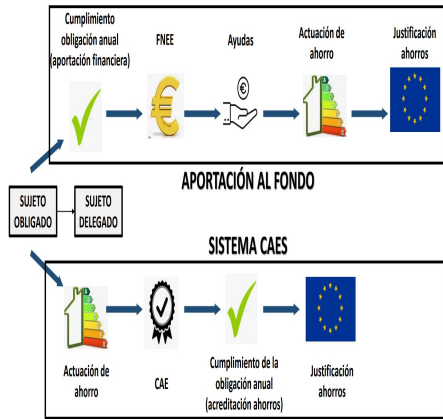 Cumplimiento
obligación anual
(aportación financiera)
FNEE
Ayudas
Actuación de
ahorro
Justificación
ahorros
APORTACIÓN AL FONDO
SUJETO
OBLIGADO
SUJETO
DELEGADO
SISTEMA CAES
Actuación de
ahorro
CAE
Cumplimiento de la
obligación anual
(acreditación ahorros)
Justificación
ahorros